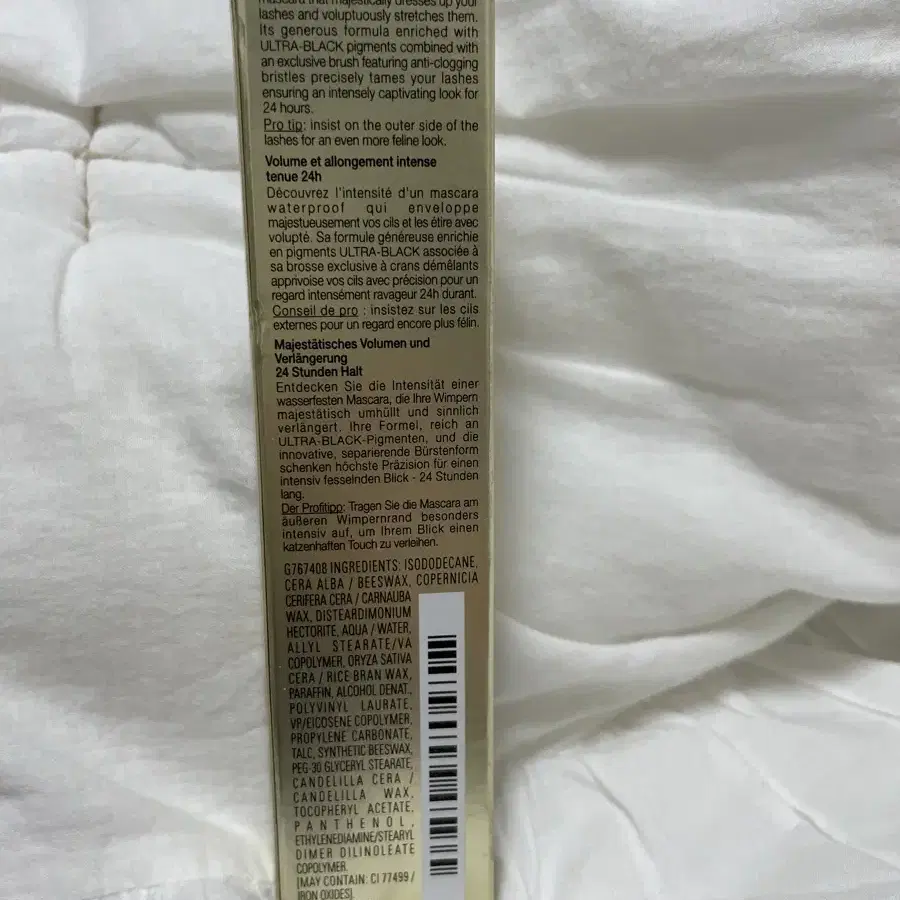 mascara that majestically dresses up your
lashes and voluptuously stretches them.
Its generous formula enriched with
ULTRA-BLACK pigments combined with
an exclusive brush featuring anti-clogging
bristles precisely tames your lashes
ensuring an intensely captivating look for
24 hours.
Pro tip: insist on the outer side of the
lashes for an even more feline look.
Volume et allongement intense
tenue 24h
Découvrez l'intensité d'un mascara
waterproof qui enveloppe
majestueusement vos cils et les étire avec
volupté. Sa formule généreuse enrichie
en pigments ULTRA-BLACK associée à
sa brosse exclusive à crans démêlants
apprivoise vos cils avec précision pour un
regard intensément ravageur 24h durant.
Conseil de pro : insistez sur les cils
externes pour un regard encore plus félin.
Majestätisches Volumen und
Verlängerung
24 Stunden Halt
Entdecken Sie die Intensität einer
wasserfesten Mascara, die Ihre Wimpern
majestätisch umhüllt und sinnlich
verlängert. Ihre Formel, reich an
ULTRA-BLACK-Pigmenten, und die
innovative, separierende Bürstenform
schenken höchste Präzision für einen
intensiv fesselnden Blick - 24 Stunden
lang.
Der Profitipp: Tragen Sie die Mascara am
äußeren Wimpernrand besonders
intensiv auf, um Ihrem Blick einen
katzenhaften Touch zu verleihen.
G767408 INGREDIENTS: ISODODECANE,
CERA ALBA / BEESWAX, COPERNICIA
CERIFERA CERA / CARNAUBA
WAX, DISTEARDIMONIUM
HECTORITE, AQUA / WATER,
ALLYL STEARATE/VA
COPOLYMER, ORYZA SATIVA
CERA / RICE BRAN WAX,
PARAFFIN, ALCOHOL DENAT.,
POLYVINYL LAURATE,
VP/EICOSENE COPOLYMER,
PROPYLENE CARBONATE,
TALC, SYNTHETIC BEESWAX,
PEG-30 GLYCERYL STEARATE,
CANDELILLA CERA /
CANDELILLA WAX,
TOCOPHERYL ACETATE,
PANTHENOL,
ETHYLENEDIAMINE/STEARYL
DIMER DILINOLEATE
COPOLYMER.
[MAY CONTAIN: CI 77499 /
IRON OXIDES].